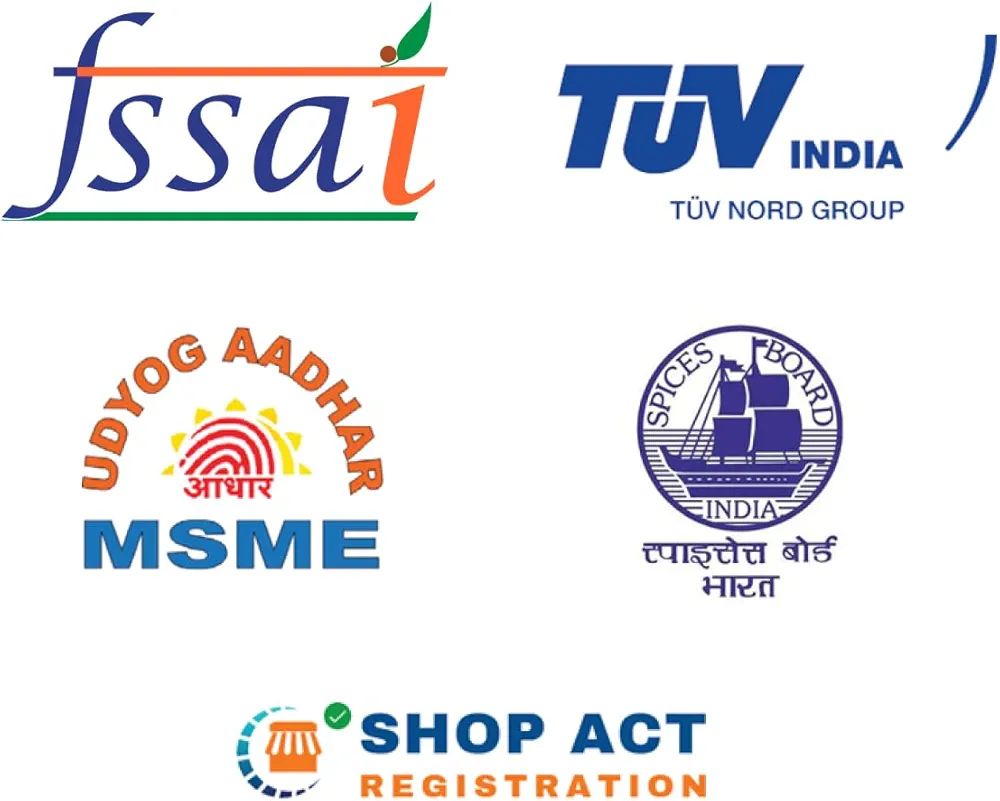 fssai
TÜV INDIA
TÜV NORD GROUP
UDYOG AADHAR
आधार
MSME
SPICES BOARD
INDIA
स्पाइसेस बोर्ड
भारत
SHOP ACT
REGISTRATION